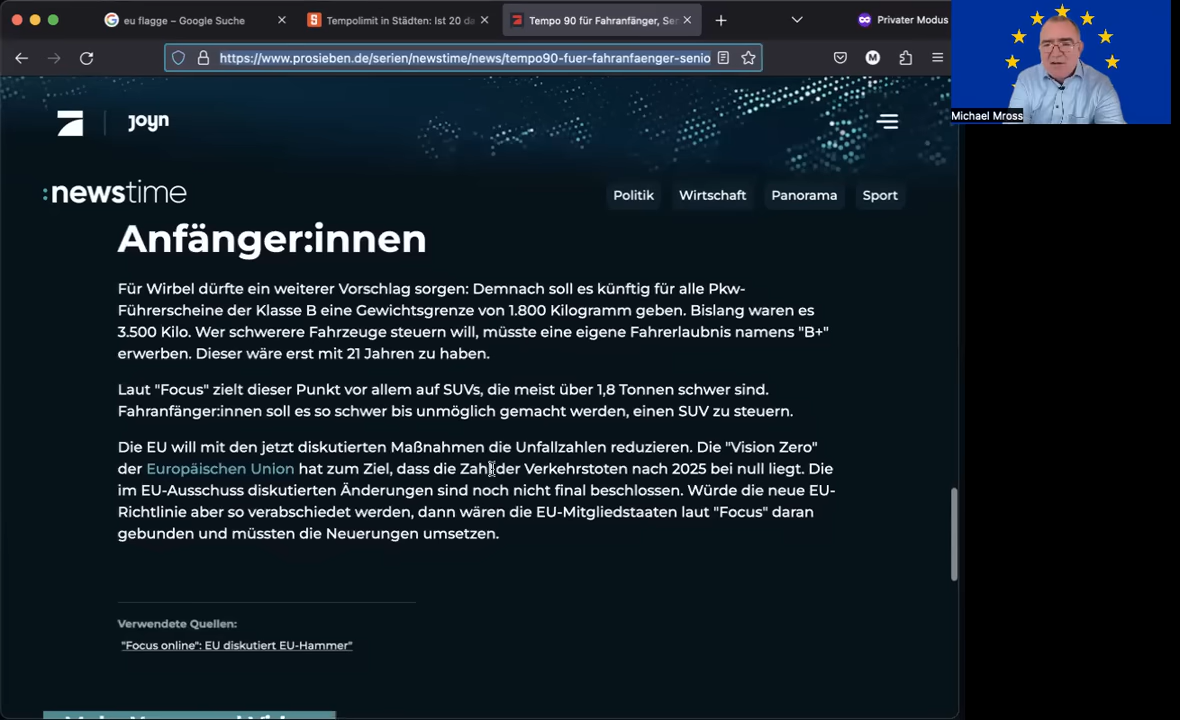 eu flagge – Google Suche
Tempolimit in Städten: Ist 20 da
Tempo 90 für Fahranfänger, Ser
Privater Modus
https://www.prosieben.de/serien/newstime/news/tempo90-fuer-fahranfaenger-senio
M
Michael Mross
joyn
:newstime
Politik
Wirtschaft
Panorama
Sport
Anfänger:innen
Für Wirbel dürfte ein weiterer Vorschlag sorgen: Demnach soll es künftig für alle Pkw-
Führerscheine der Klasse B eine Gewichtsgrenze von 1.800 Kilogramm geben. Bislang waren es
3.500 Kilo. Wer schwerere Fahrzeuge steuern will, müsste eine eigene Fahrerlaubnis namens "B+"
erwerben. Dieser wäre erst mit 21 Jahren zu haben.
Laut "Focus" zielt dieser Punkt vor allem auf SUVs, die meist über 1,8 Tonnen schwer sind.
Fahranfänger:innen soll es so schwer bis unmöglich gemacht werden, einen SUV zu steuern.
Die EU will mit den jetzt diskutierten Maßnahmen die Unfallzahlen reduzieren. Die "Vision Zero"
der Europäischen Union hat zum Ziel, dass die Zahl der Verkehrstoten nach 2025 bei null liegt. Die
im EU-Ausschuss diskutierten Änderungen sind noch nicht final beschlossen. Würde die neue EU-
Richtlinie aber so verabschiedet werden, dann wären die EU-Mitgliedstaaten laut "Focus" daran
gebunden und müssten die Neuerungen umsetzen.
Verwendete Quellen:
"Focus online": EU diskutiert EU-Hammer"